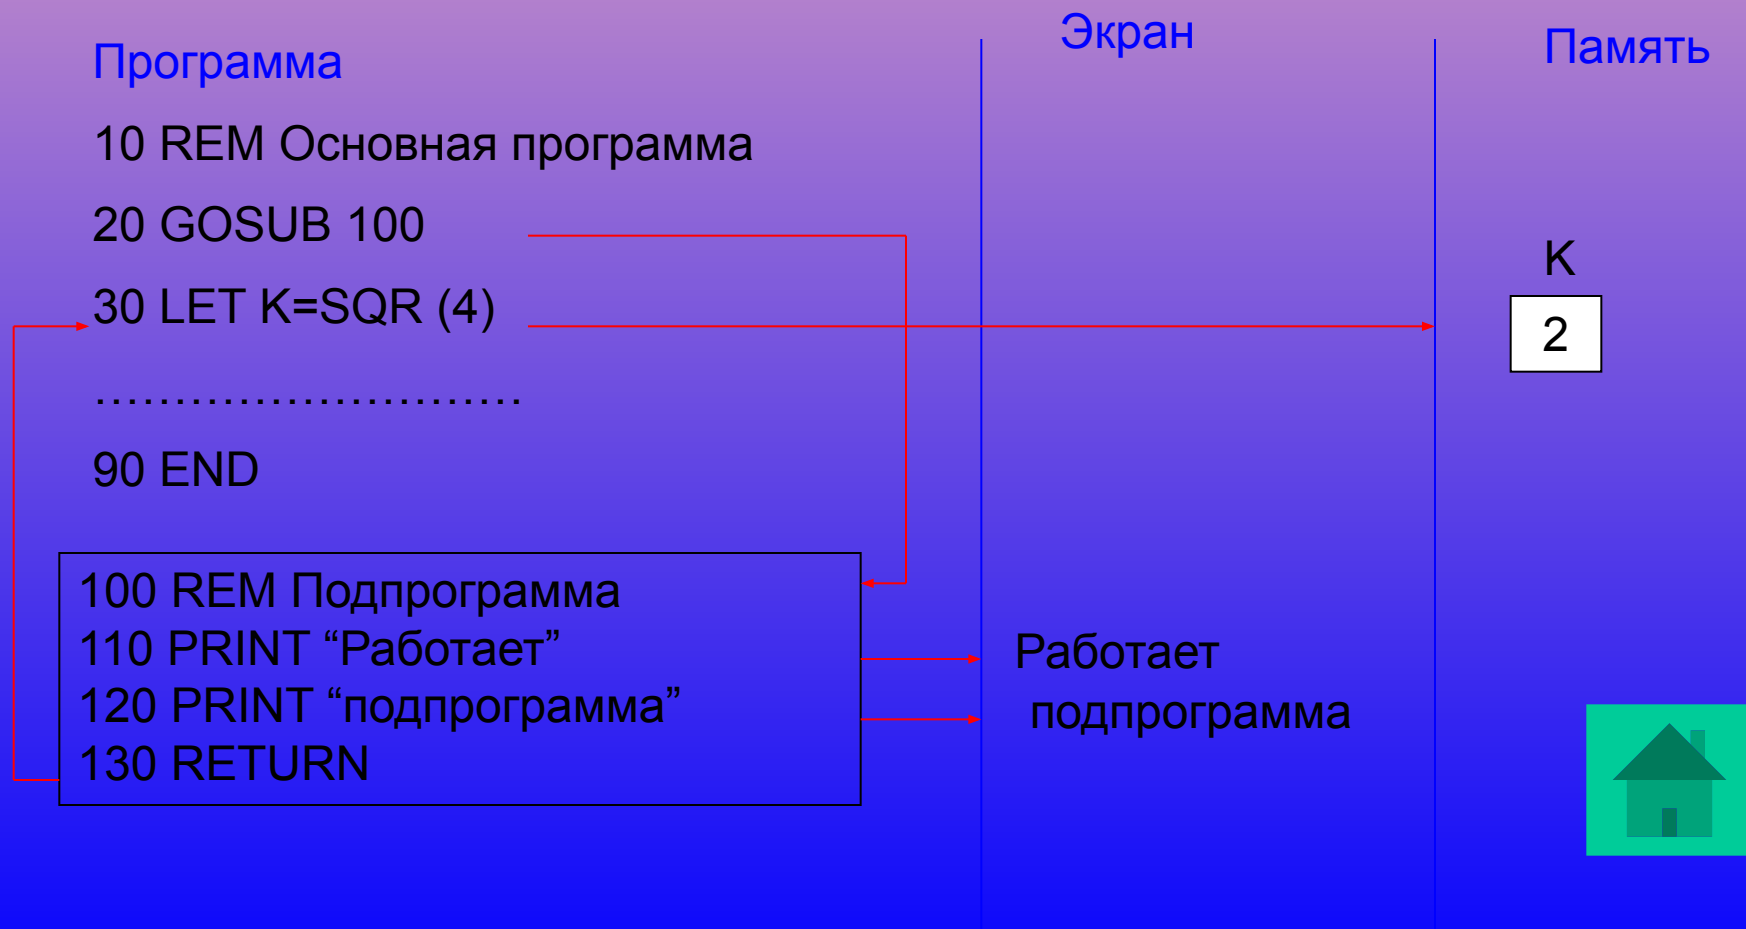 Программа
10 REM Основная программа
20 GOSUB 100
30 LET K=SQR (4)
………………………
90 END
100 REM Подпрограмма
110 PRINT “Работает”
120 PRINT “подпрограмма”
130 RETURN
Экран
Работает
подпрограмма
Память
K
2